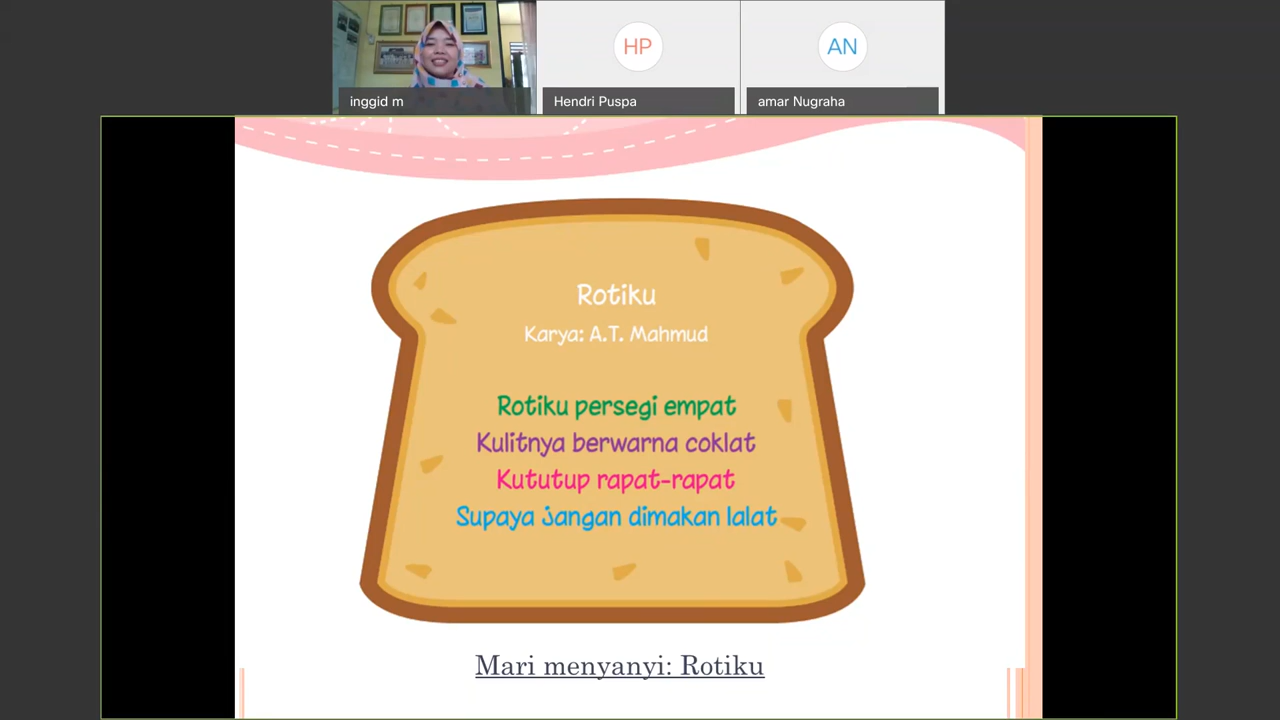 HP
AN
inggid m
Hendri Puspa
amar Nugraha
Rotiku
Karya: A.T. Mahmud
Rotiku persegi empat
Kulitnya berwarna coklat
Kututup rapat-rapat
Supaya jangan dimakan lalat
Mari menyanyi: Rotiku